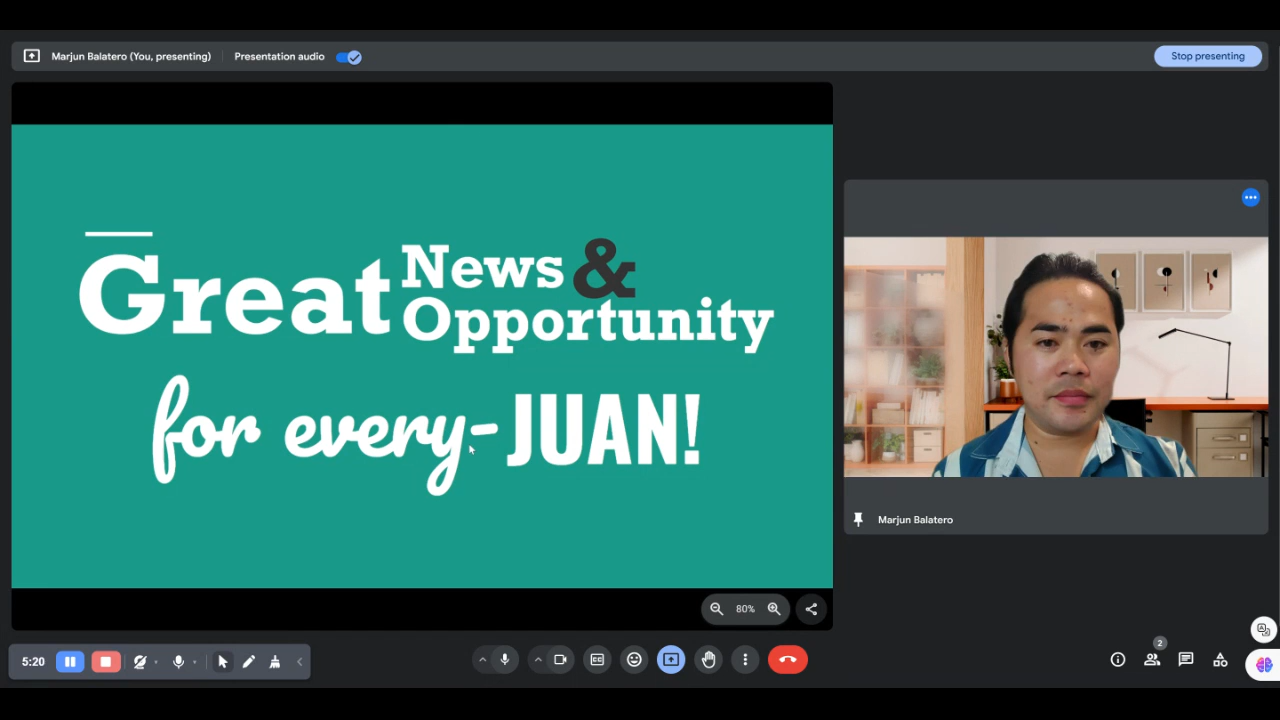 Marjun Balatero (You, presenting)
Presentation audio
Stop presenting
Great News &
Opportunity
for every-JUAN!
Marjun Balatero
80%
5:20
2